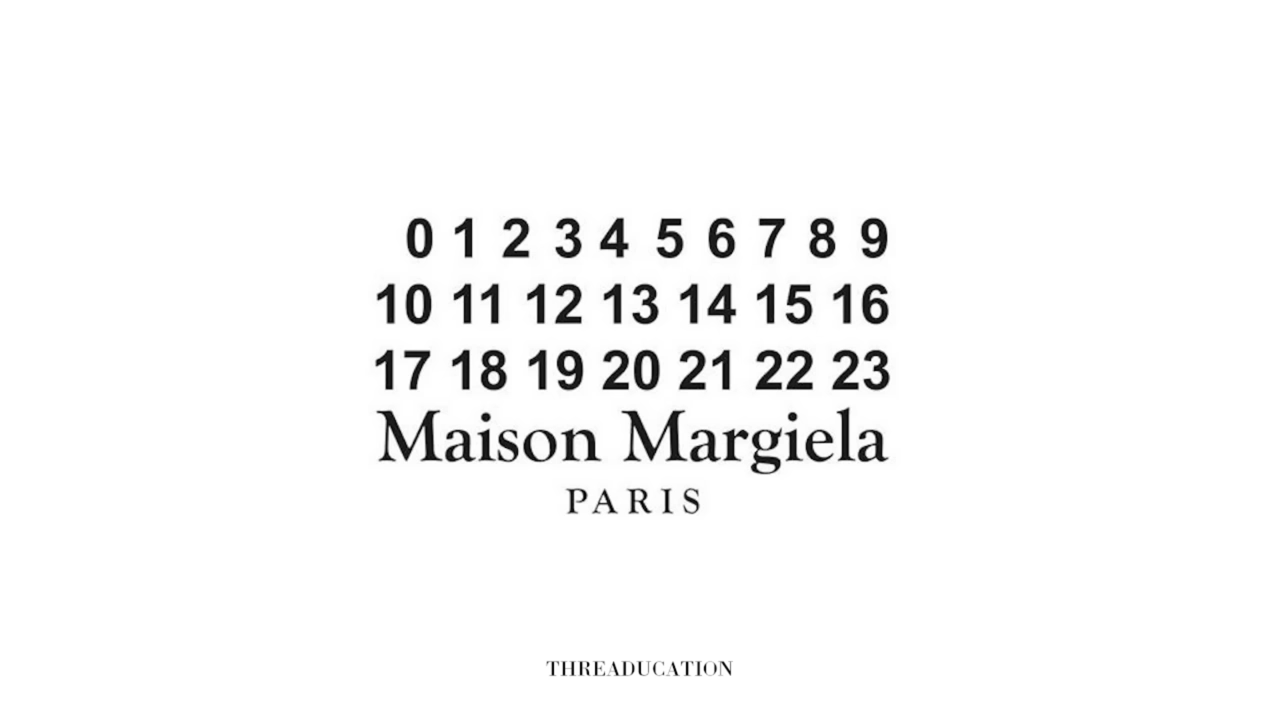 0 1 2 3 4 5 6 7 8 9
10 11 12 13 14 15 16
17 18 19 20 21 22 23
Maison Margiela
PARIS
THREADUCATION